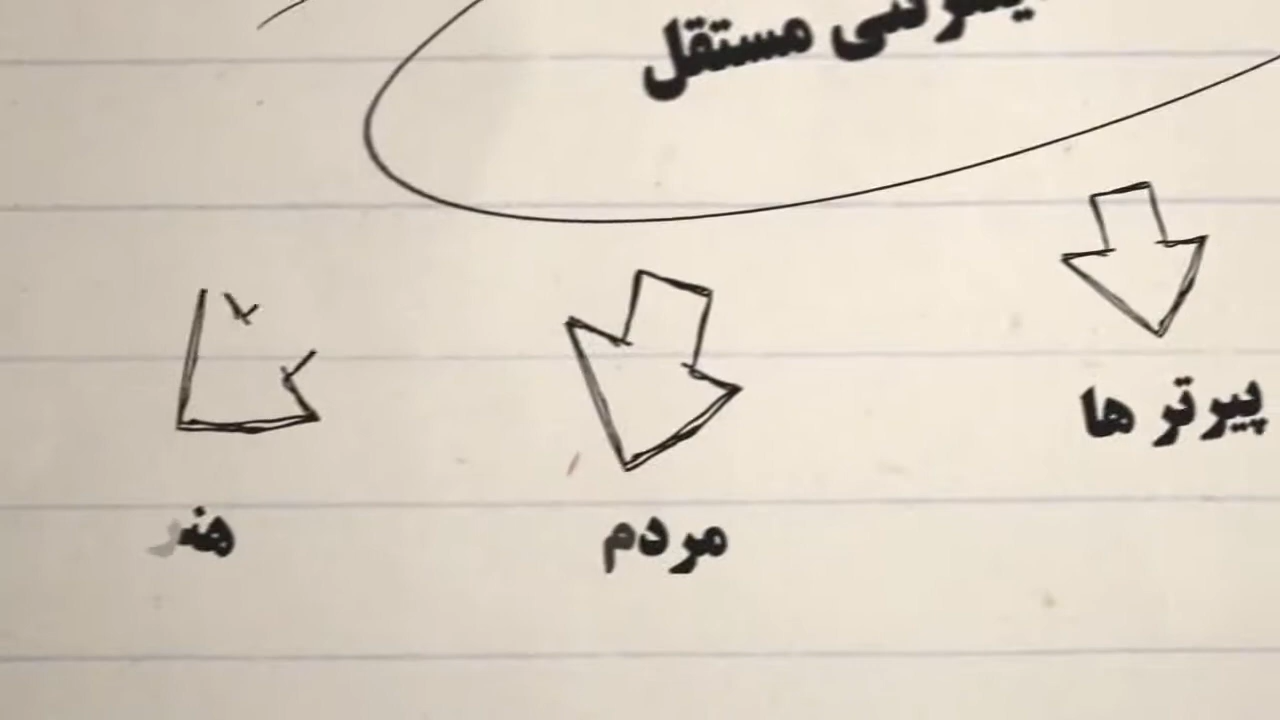 مستقل
پیرتر ها
مردم
هنر